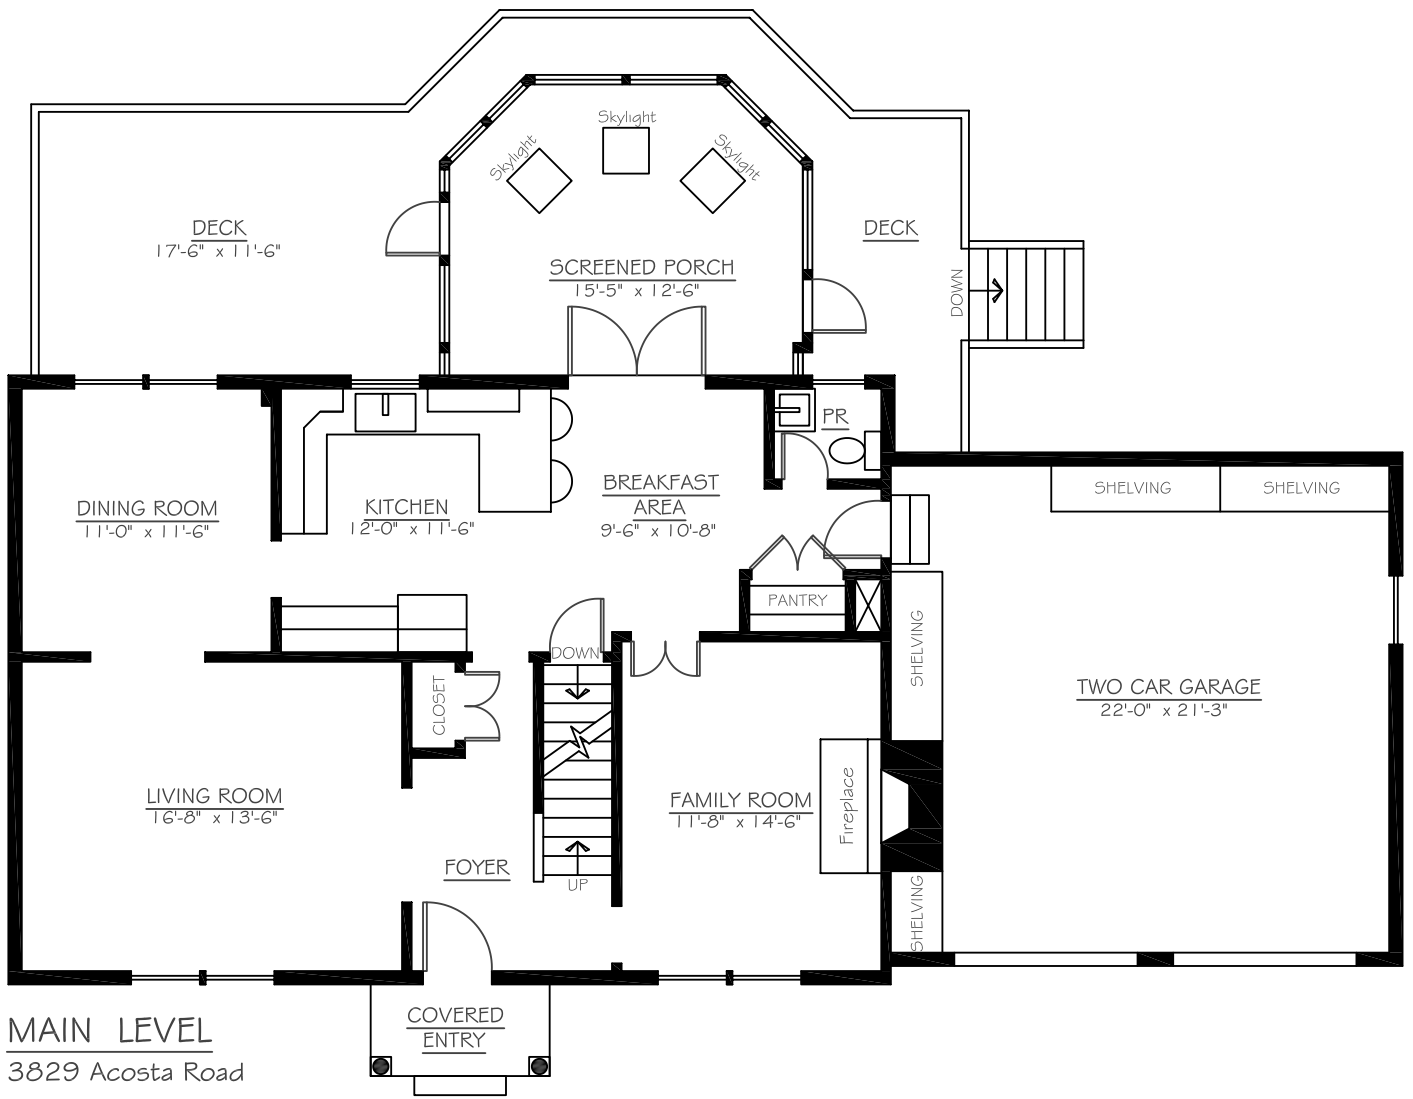 Skylight
Skylight
Skylight
DECK
17'-6" x 11'-6"
DECK
SCREENED PORCH
15'-5" x 12'-6"
DOWN
PR
SHELVING
SHELVING
BREAKFAST
AREA
9'-6" x 10'-8"
KITCHEN
12'-0" x 11'-6"
DINING ROOM
11'-0" x 11'-6"
PANTRY
SHELVING
DOWN
CLOSET
TWO CAR GARAGE
22'-0" x 21'-3"
LIVING ROOM
16'-8" x 13'-6"
FAMILY ROOM
11'-8" x 14'-6"
Fireplace
FOYER
UP
SHELVING
COVERED
ENTRY
MAIN LEVEL
3829 Acosta Road